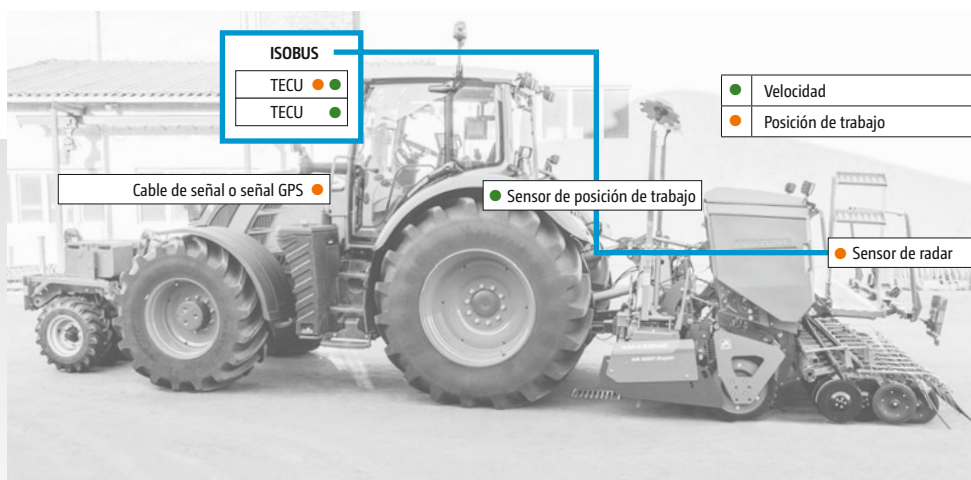 ISOBUS
TECU
TECU
Velocidad
Posición de trabajo
Cable de señal o señal GPS
Sensor de posición de trabajo
Sensor de radar